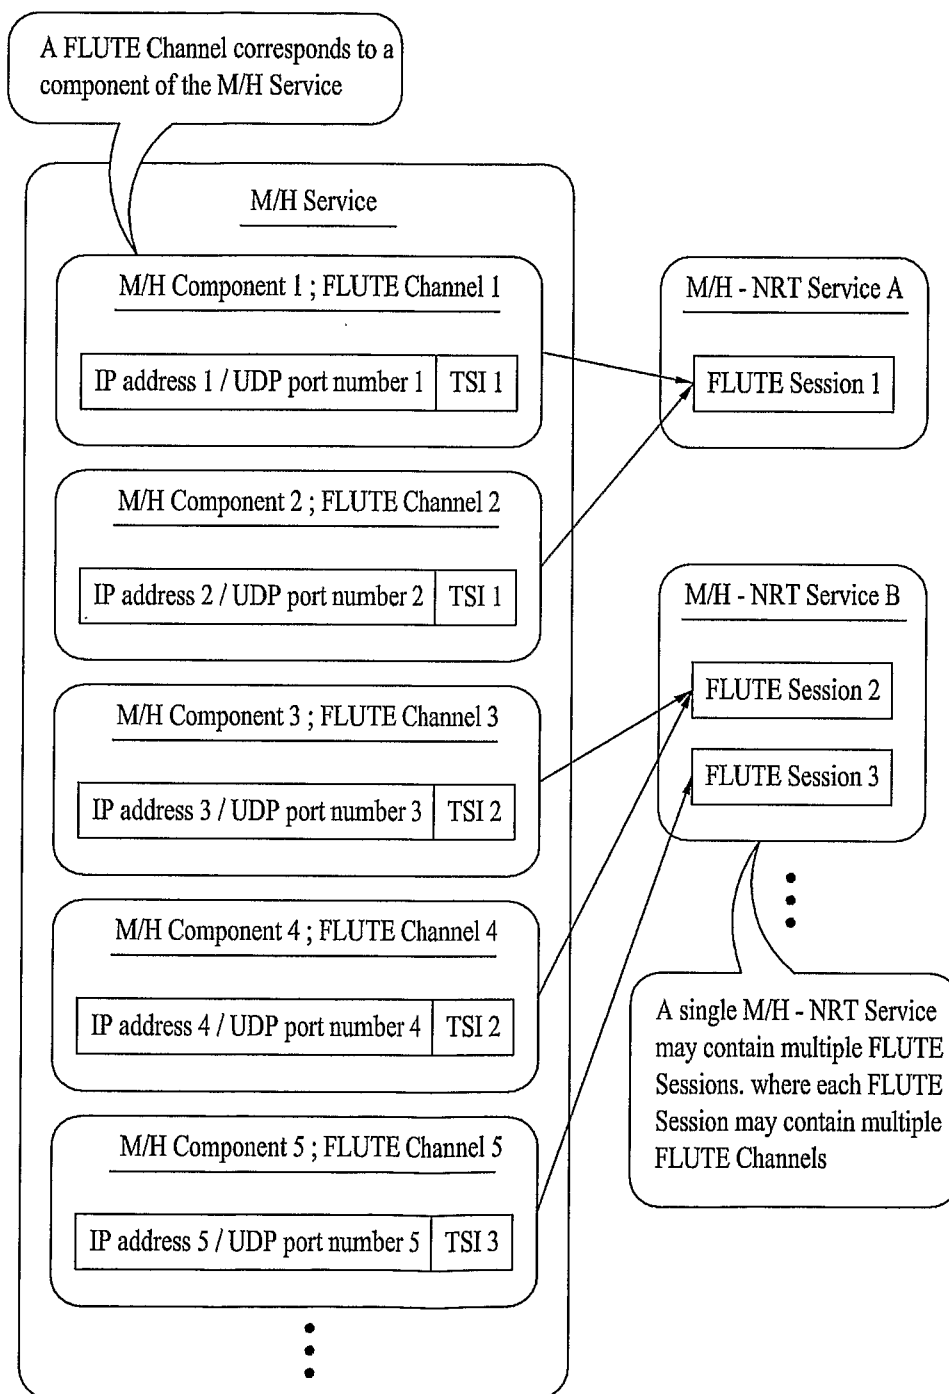 A FLUTE Channel corresponds to a
component of the M/H Service
M/H Service
M/H Component 1 ; FLUTE Channel 1
IP address 1 / UDP port number 1 TSI 1
M/H Component 2 ; FLUTE Channel 2
IP address 2 / UDP port number 2 TSI 1
M/H Component 3 ; FLUTE Channel 3
IP address 3 / UDP port number 3 TSI 2
M/H Component 4 ; FLUTE Channel 4
IP address 4 / UDP port number 4 TSI 2
M/H Component 5 ; FLUTE Channel 5
IP address 5 / UDP port number 5 TSI 3
M/H - NRT Service A
FLUTE Session 1
M/H - NRT Service B
FLUTE Session 2
FLUTE Session 3
A single M/H - NRT Service
may contain multiple FLUTE
Sessions. where each FLUTE
Session may contain multiple
FLUTE Channels